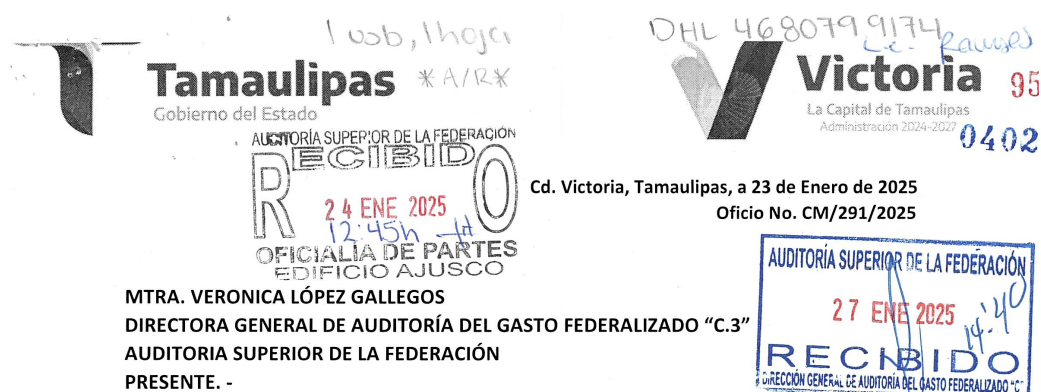 1 usb, 1 hoja
*A/R*
DHL 4680799174
Tamaulipas
Gobierno del Estado
Victoria
La Capital de Tamaulipas
Administración 2024-2027
95
0402
AUDITORÍA SUPERIOR DE LA FEDERACIÓN
RECIBIDO
24 ENE 2025
12:45h
OFICIALIA DE PARTES
EDIFICIO AJUSCO
Cd. Victoria, Tamaulipas, a 23 de Enero de 2025
Oficio No. CM/291/2025
AUDITORÍA SUPERIOR DE LA FEDERACIÓN
27 ENE 2025
14:40
RECIBIDO
DIRECCIÓN GENERAL DE AUDITORÍA DEL GASTO FEDERALIZADO "C"
MTRA. VERONICA LÓPEZ GALLEGOS
DIRECTORA GENERAL DE AUDITORÍA DEL GASTO FEDERALIZADO “C.3”
AUDITORIA SUPERIOR DE LA FEDERACIÓN
PRESENTE. -